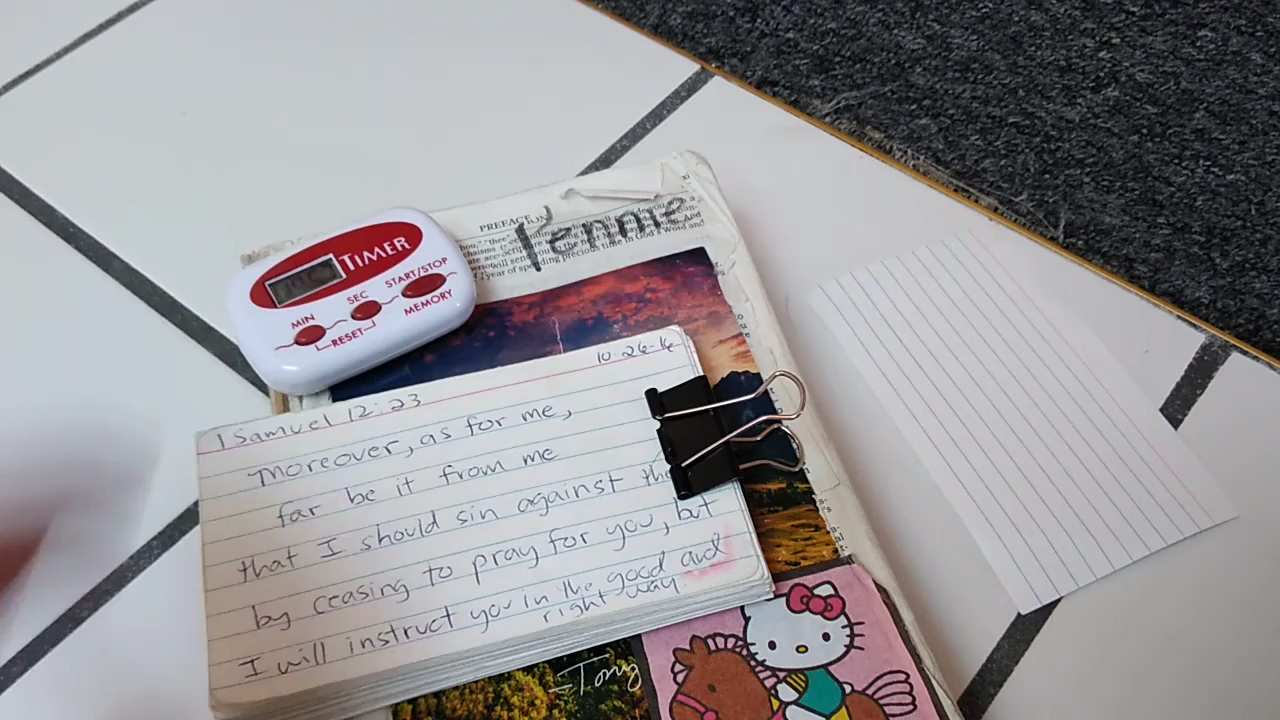 PREFACE
Pennie
TIMER
MIN
SEC
START/STOP
RESET
MEMORY
10-26-16
1 Samuel 12:23
Moreover, as for me,
far be it from me
that I should sin against the
by ceasing to pray for you, but
I will instruct you in the good and
right way.
Tony